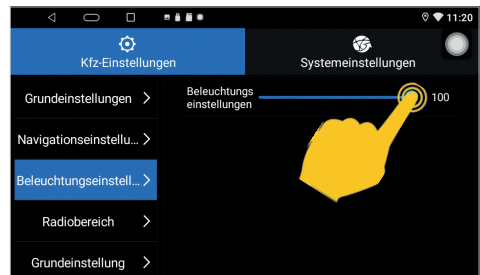 11:20
Kfz-Einstellungen
Systemeinstellungen
Grundeinstellungen
Navigationseinstellu...
Beleuchtungseinstell...
Radiobereich
Grundeinstellung
Beleuchtungs
einstellungen
100